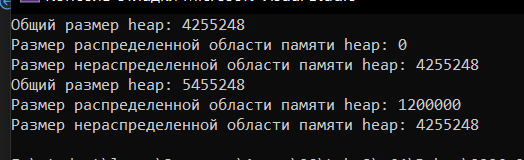 Общий размер heap: 4255248
Размер распределенной области памяти heap: 0
Размер нераспределенной области памяти heap: 4255248
Общий размер heap: 5455248
Размер распределенной области памяти heap: 1200000
Размер нераспределенной области памяти heap: 4255248